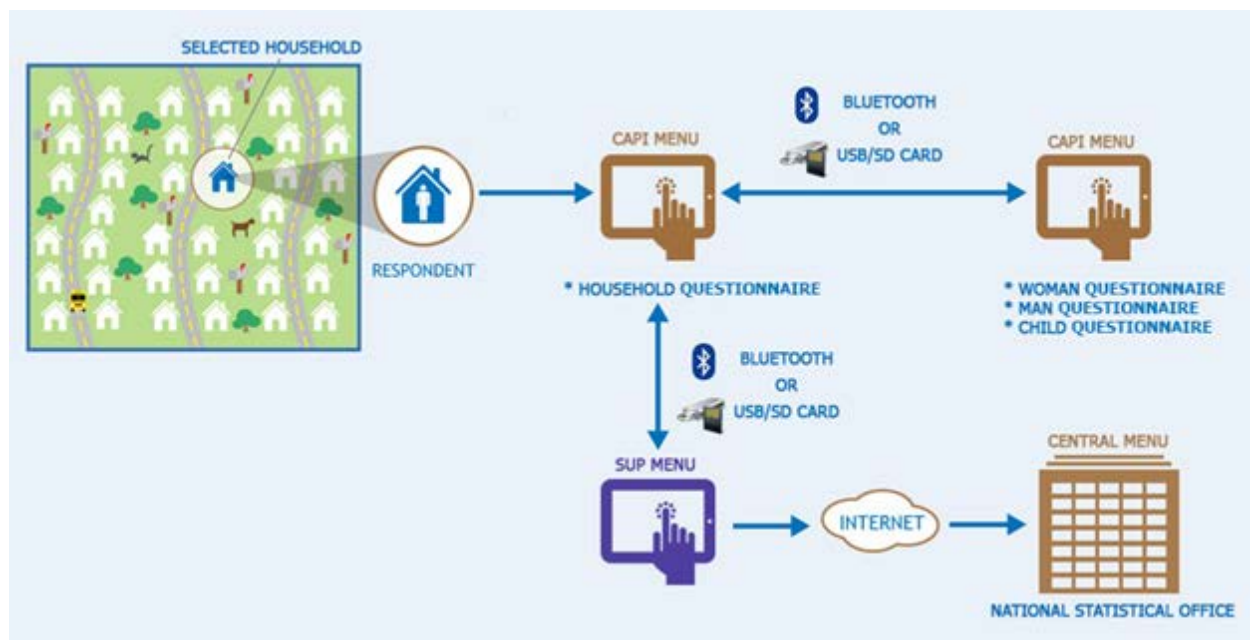 SELECTED HOUSEHOLD
RESPONDENT
CAPI MENU
* HOUSEHOLD QUESTIONNAIRE
BLUETOOTH
OR
USB/SD CARD
CAPI MENU
* WOMAN QUESTIONNAIRE
* MAN QUESTIONNAIRE
* CHILD QUESTIONNAIRE
BLUETOOTH
OR
USB/SD CARD
SUP MENU
INTERNET
CENTRAL MENU
NATIONAL STATISTICAL OFFICE